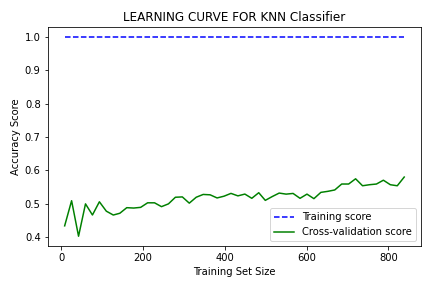 LEARNING CURVE FOR KNN Classifier
1.0
0.9
0.8
0.7
0.6
0.5
0.4
Accuracy Score
Training score
Cross-validation score
0
200
400
600
800
Training Set Size